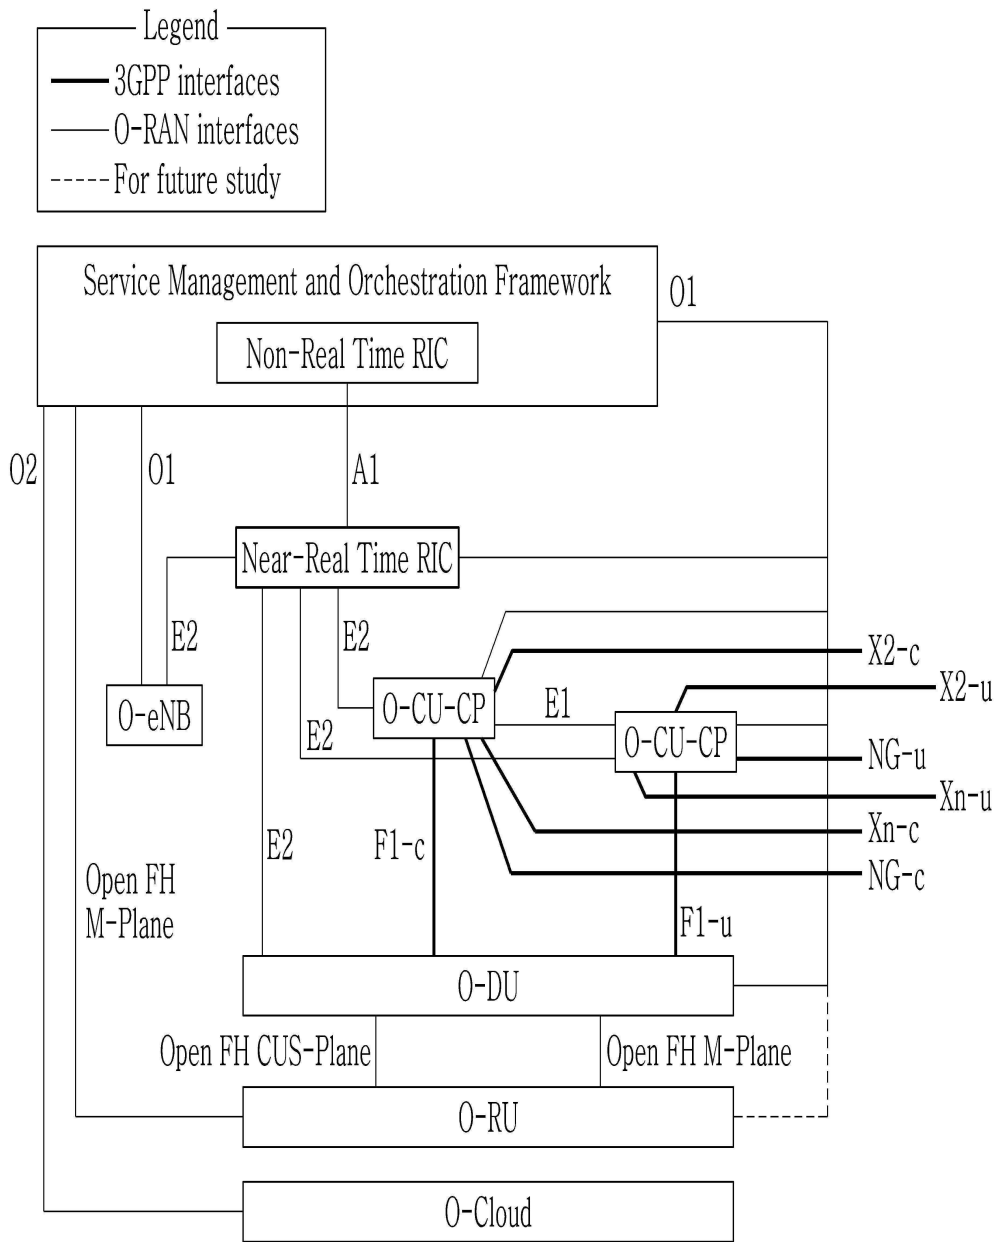 Legend
3GPP interfaces
O-RAN interfaces
For future study
Service Management and Orchestration Framework
O1
Non-Real Time RIC
O2
O1
A1
Near-Real Time RIC
E2
E2
X2-c
X2-u
O-eNB
O-CU-CP
E1
E2
O-CU-CP
NG-u
Xn-u
Xn-c
E2
F1-c
NG-c
Open FH
M-Plane
F1-u
O-DU
Open FH CUS-Plane
Open FH M-Plane
O-RU
O-Cloud